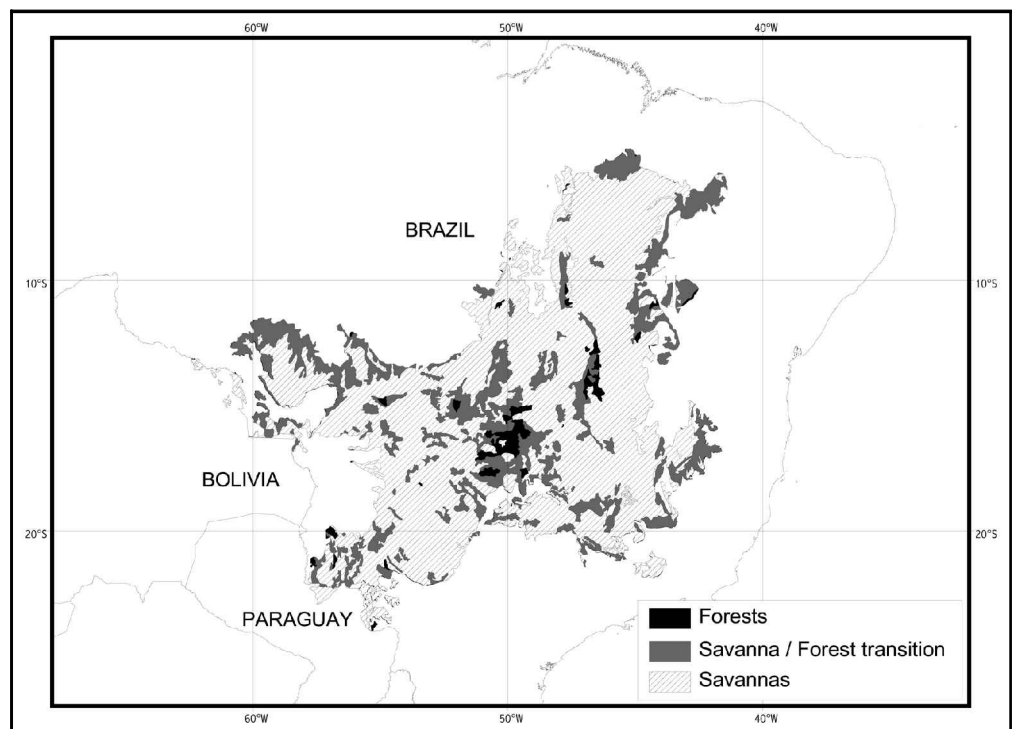 60°W 50°W 40°W
BRAZIL
10°S 10°S
BOLIVIA
20°S 20°S
PARAGUAY
Forests
Savanna / Forest transition
Savannas
60°W 50°W 40°W